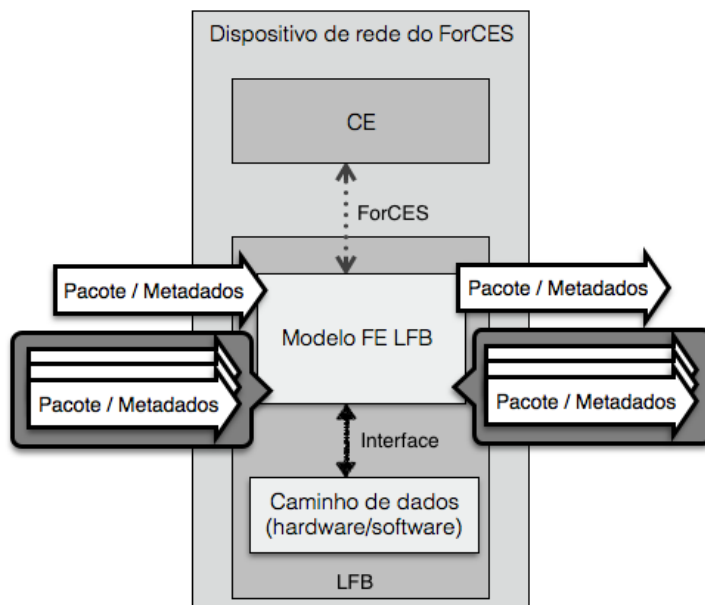 Dispositivo de rede do ForCES
CE
ForCES
Pacote / Metadados
Pacote / Metadados
Modelo FE LFB
Pacote / Metadados
Pacote / Metadados
Interface
Caminho de dados
(hardware/software)
LFB